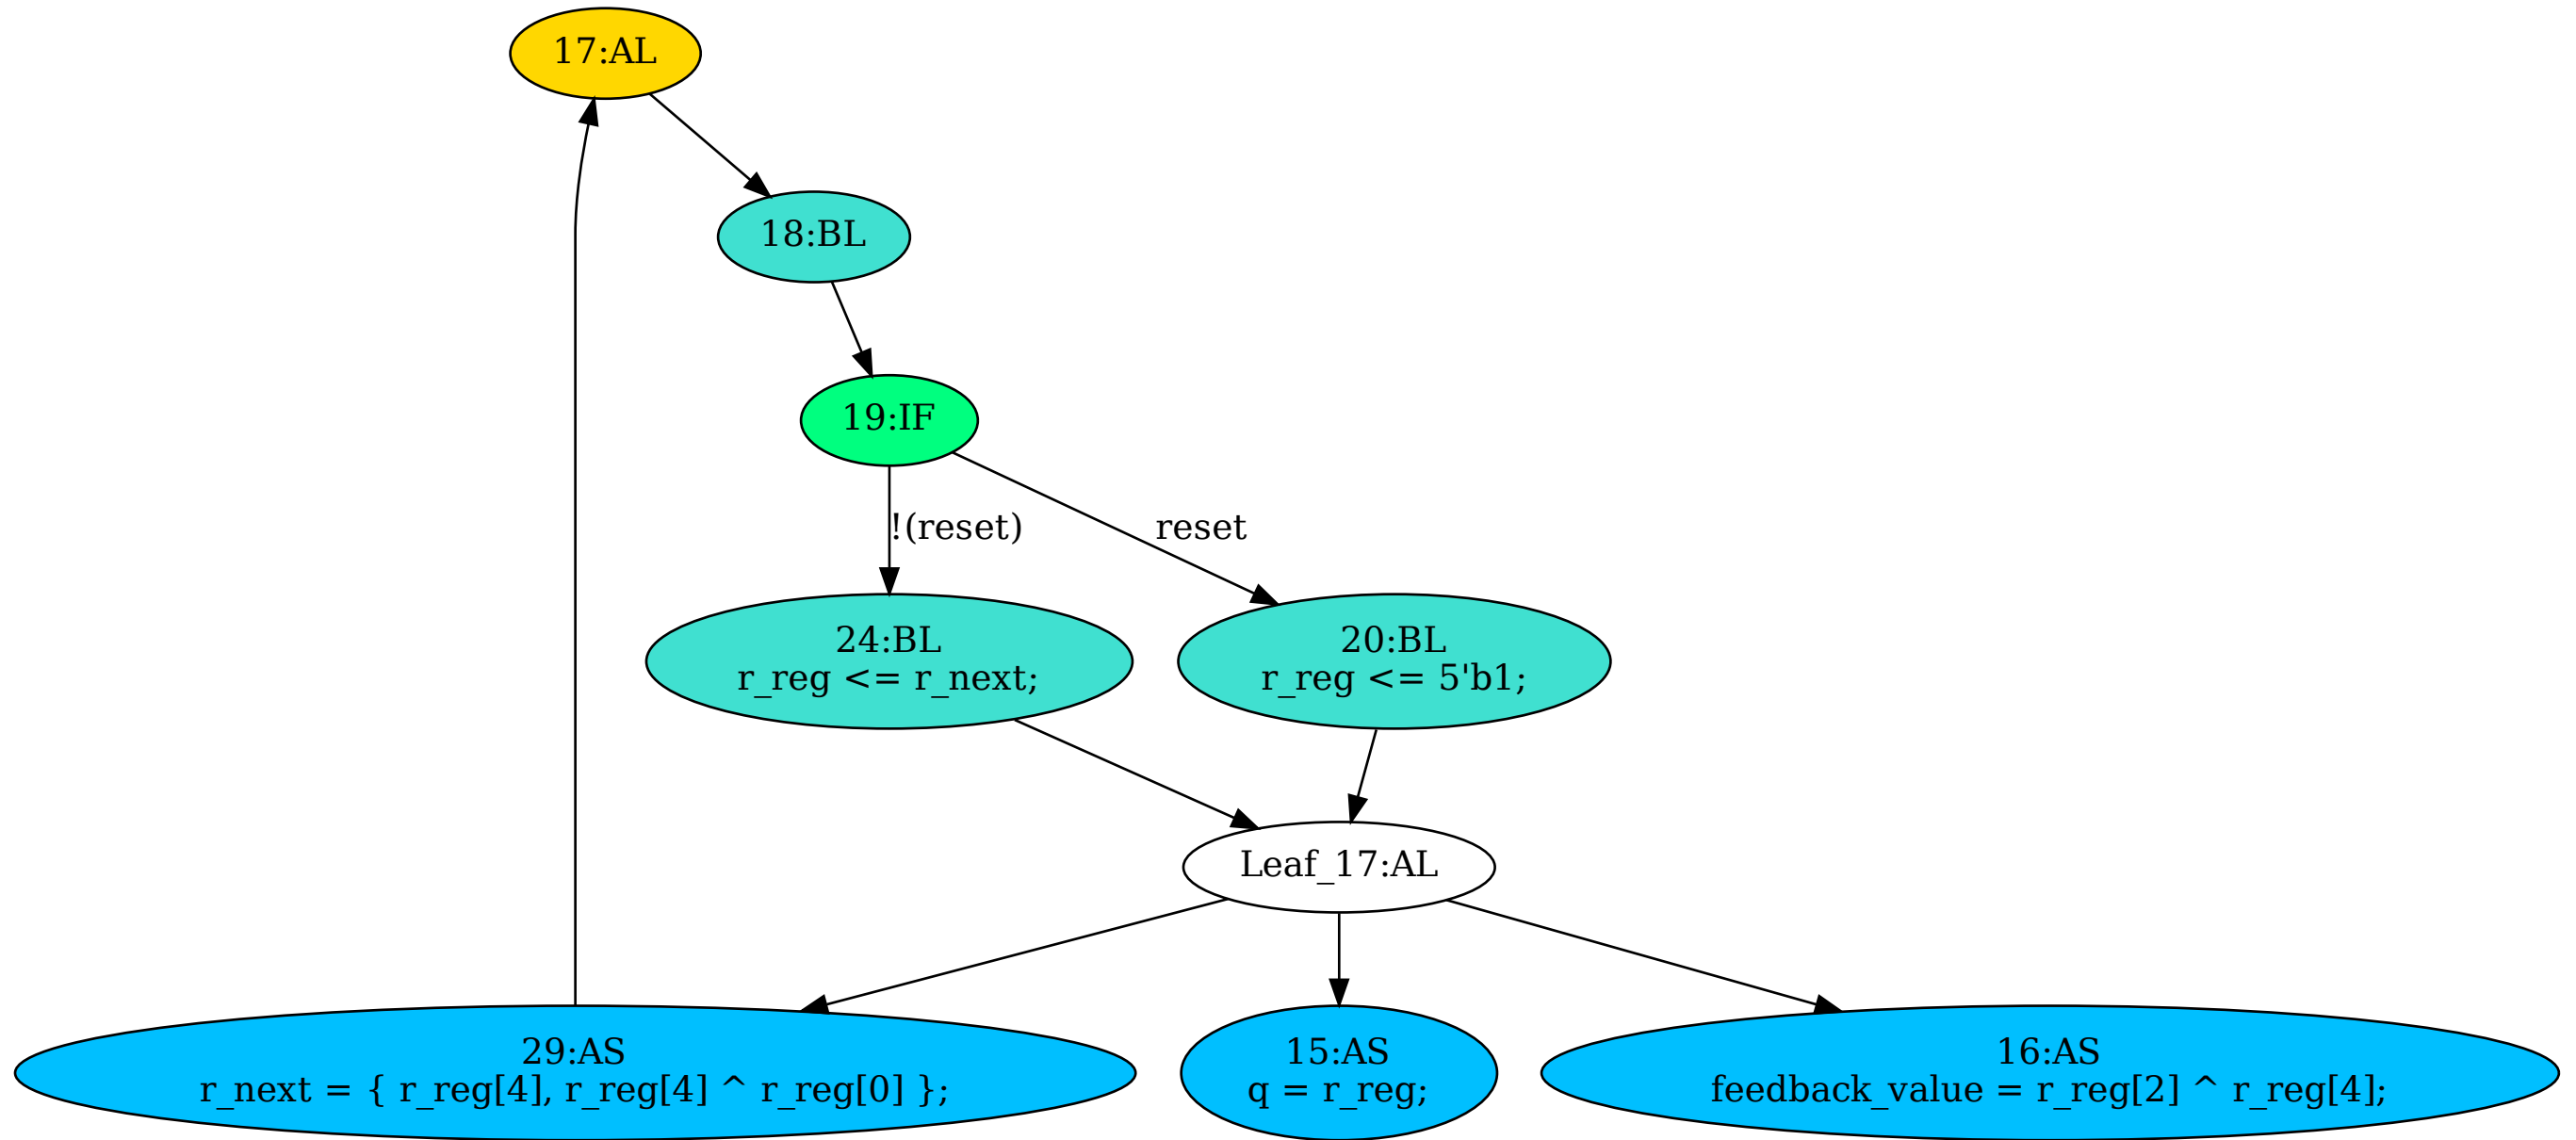 17:AL
18:BL
19:IF
!(reset)
reset
24:BL
r_reg <= r_next;
20:BL
r_reg <= 5'b1;
Leaf_17:AL
29:AS
r_next = { r_reg[4], r_reg[4] ^ r_reg[0] };
15:AS
q = r_reg;
16:AS
feedback_value = r_reg[2] ^ r_reg[4];